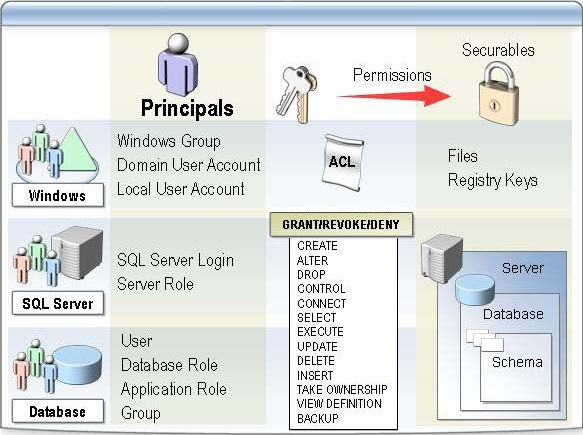 Securables
Permissions
Principals
Windows
Windows Group
Domain User Account
Local User Account
ACL
Files
Registry Keys
SQL Server
SQL Server Login
Server Role
Database
User
Database Role
Application Role
Group
GRANT/REVOKE/DENY
CREATE
ALTER
DROP
CONTROL
CONNECT
SELECT
EXECUTE
UPDATE
DELETE
INSERT
TAKE OWNERSHIP
VIEW DEFINITION
BACKUP
Server
Database
Schema